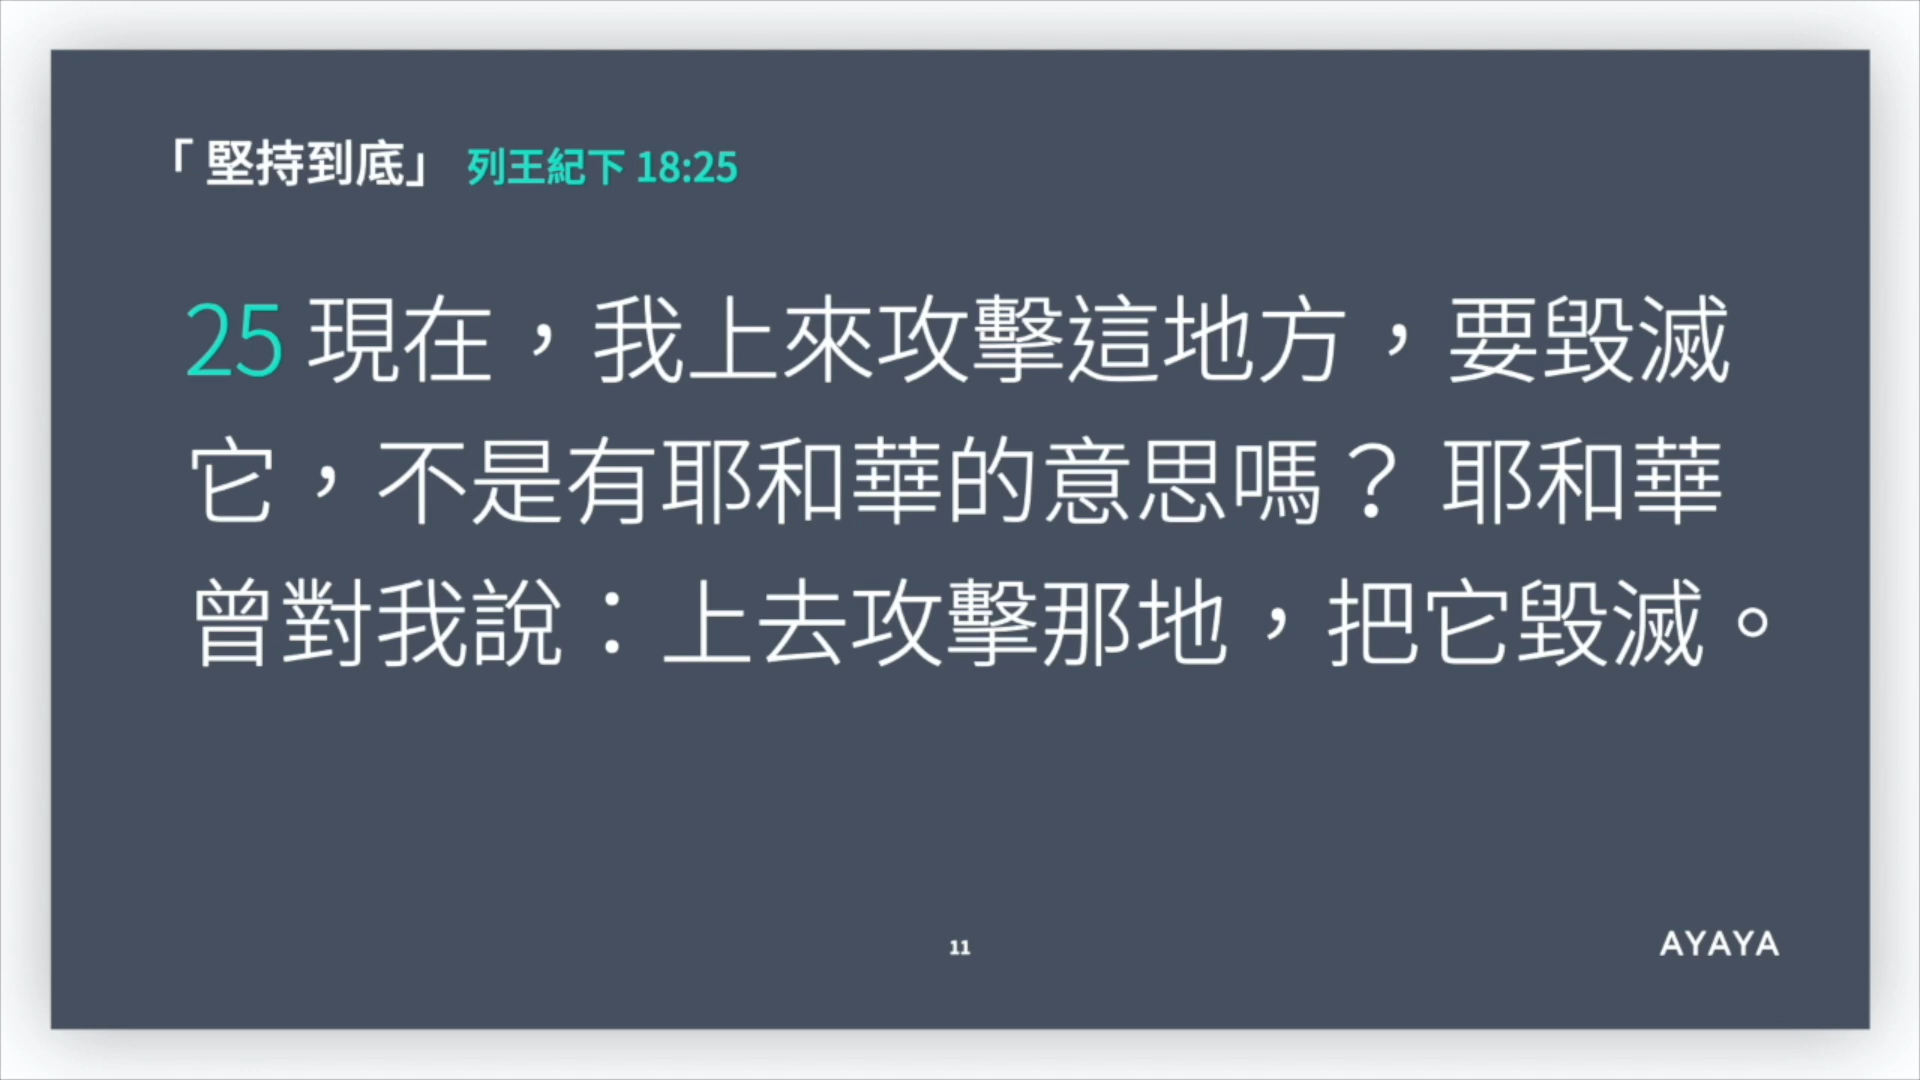 「 堅持到底」 列王紀下 18:25
25 現在，我上來攻擊這地方，要毀滅
它，不是有耶和華的意思嗎？ 耶和華
曾對我說：上去攻擊那地，把它毀滅。
11
AYAYA